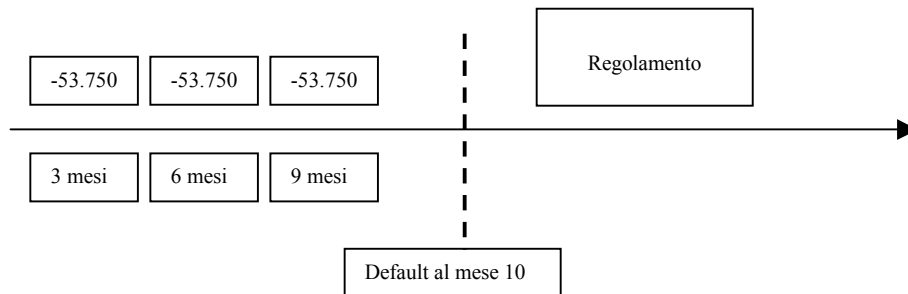 Regolamento
-53.750
-53.750
-53.750
3 mesi
6 mesi
9 mesi
Default al mese 10